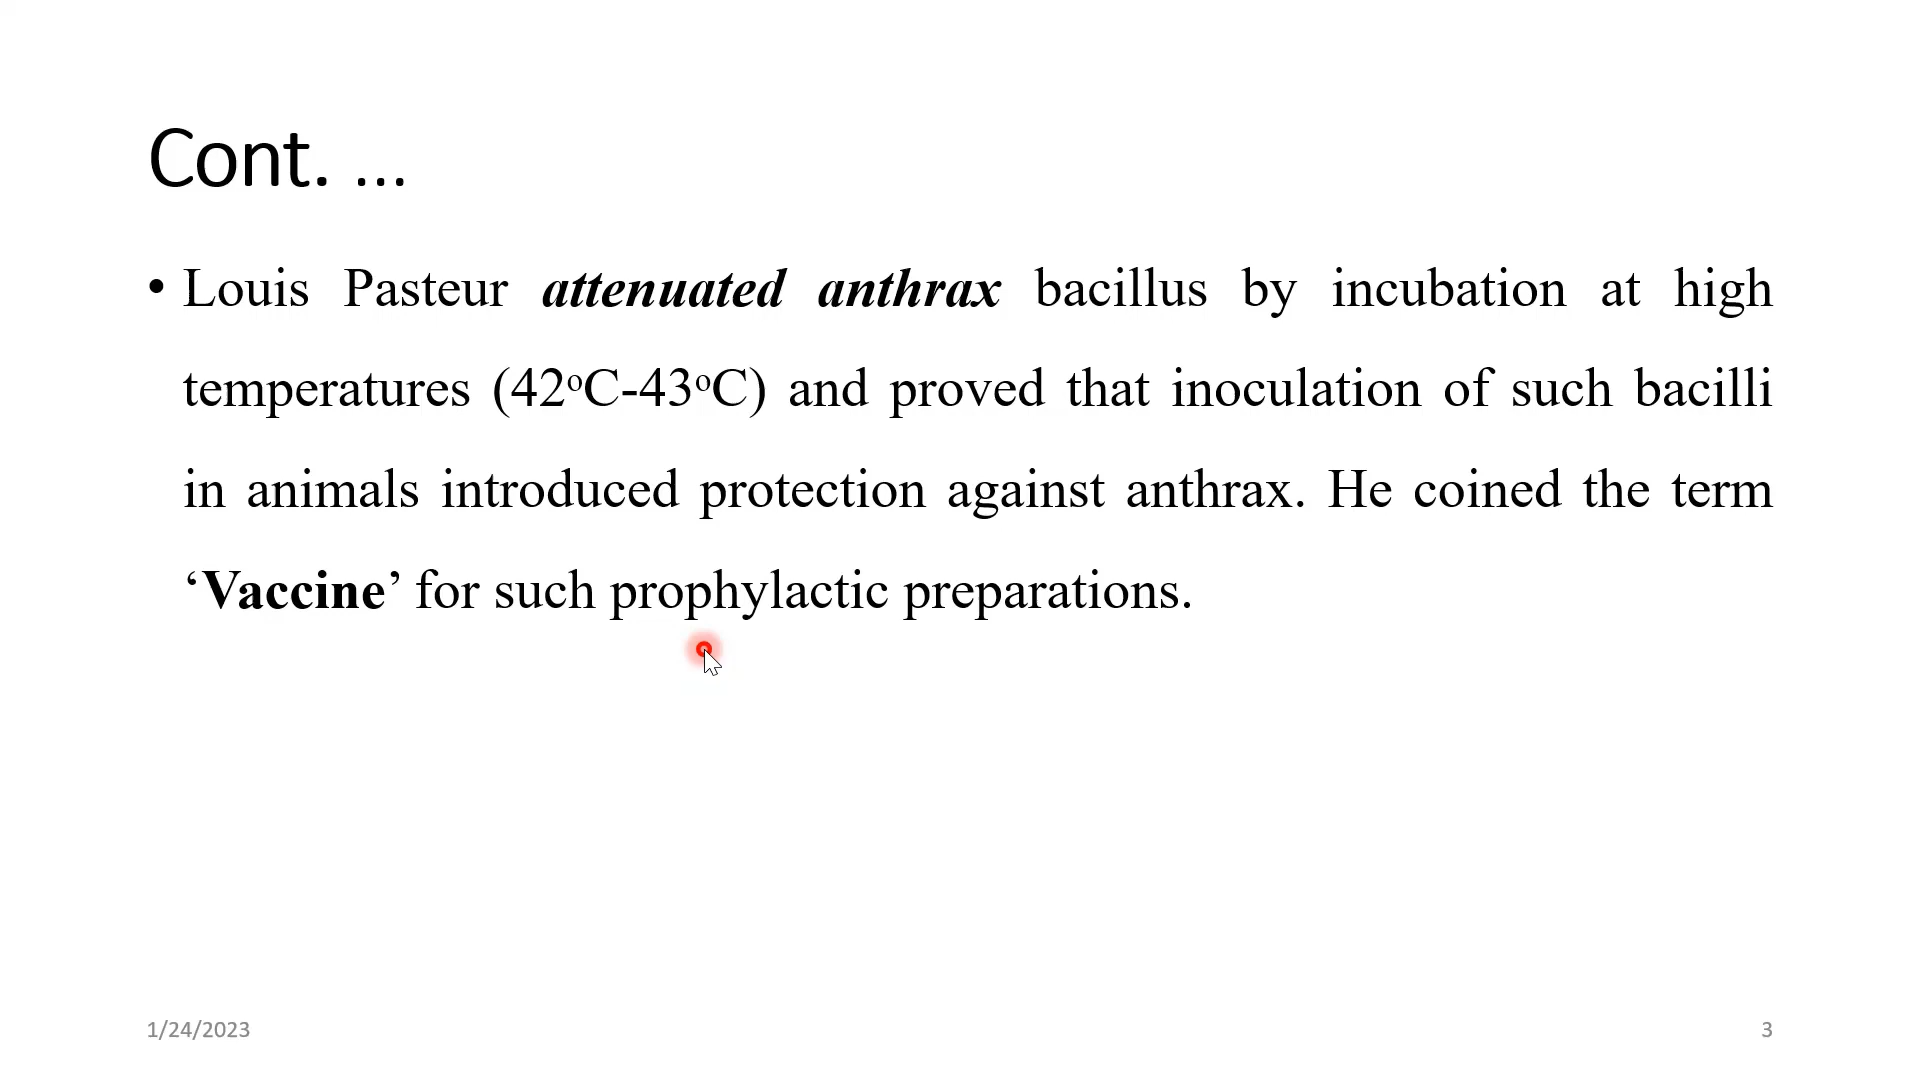 Cont. ...
• Louis Pasteur attenuated anthrax bacillus by incubation at high
temperatures (42ºC-43ºC) and proved that inoculation of such bacilli
in animals introduced protection against anthrax. He coined the term
‘Vaccine’ for such prophylactic preparations.
1/24/2023
3